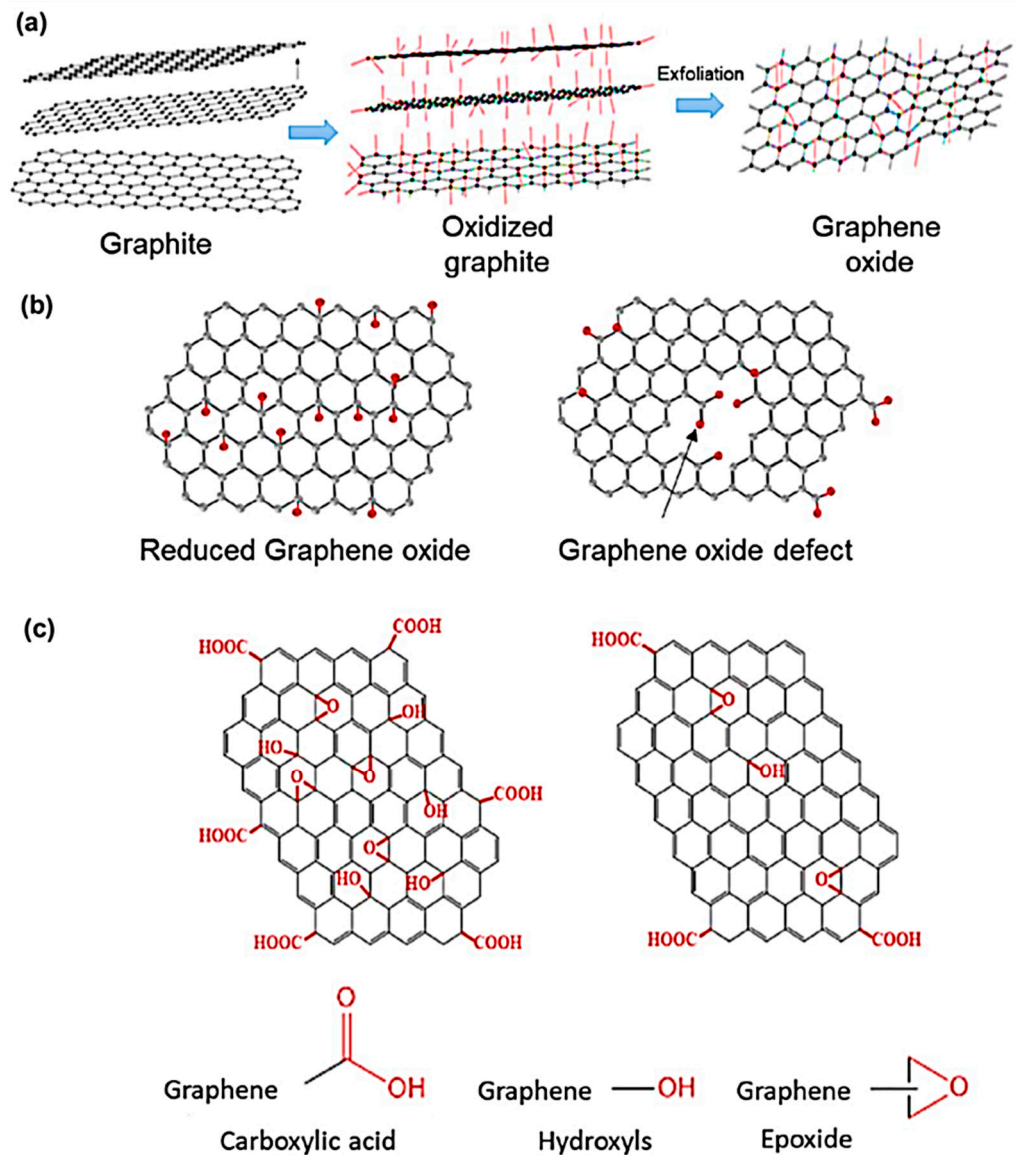 (a)
Exfoliation
Graphite
Oxidized
graphite
Graphene
oxide
(b)
Reduced Graphene oxide
Graphene oxide defect
(c)
HOOC
COOH
O
OH
HO
O
O
COOH
OH
HOOC
O
HO
HO
HOOC
COOH
HOOC
O
OH
O
HOOC
COOH
O
Graphene
OH
Carboxylic acid
Graphene
OH
Hydroxyls
Graphene
O
Epoxide